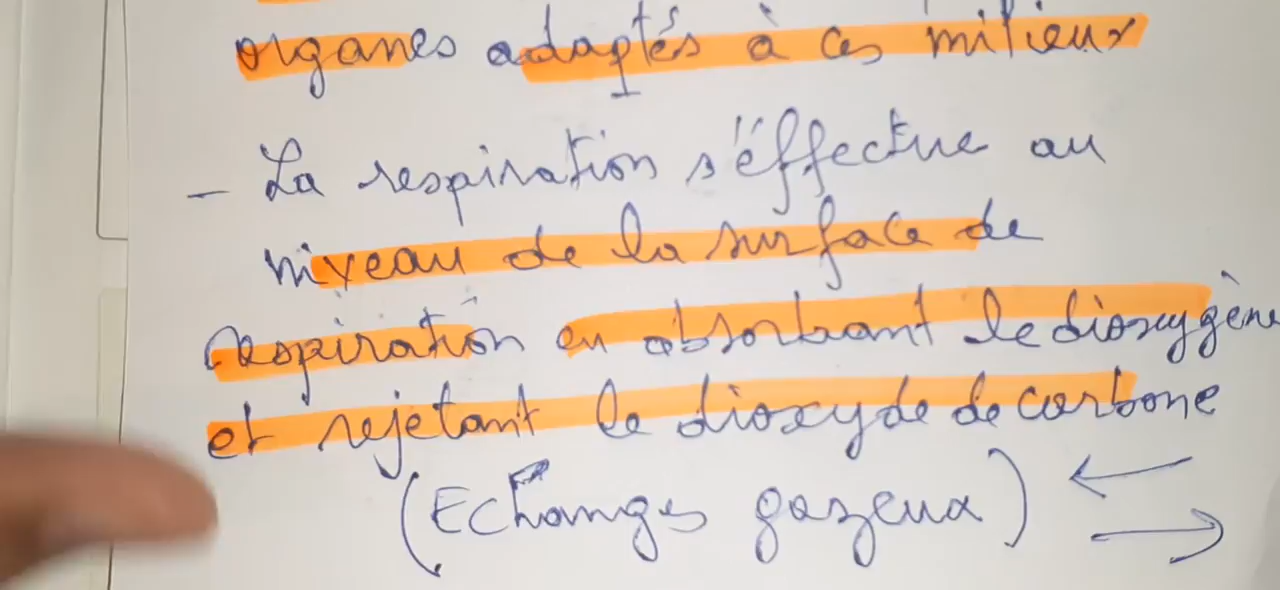 organes adaptés à ces milieux
- La respiration s'éffectue au
niveau de la surface de
respiration en absorbant le dioxygène
et rejetant le dioxyde de carbone
(Echanges gazeux)